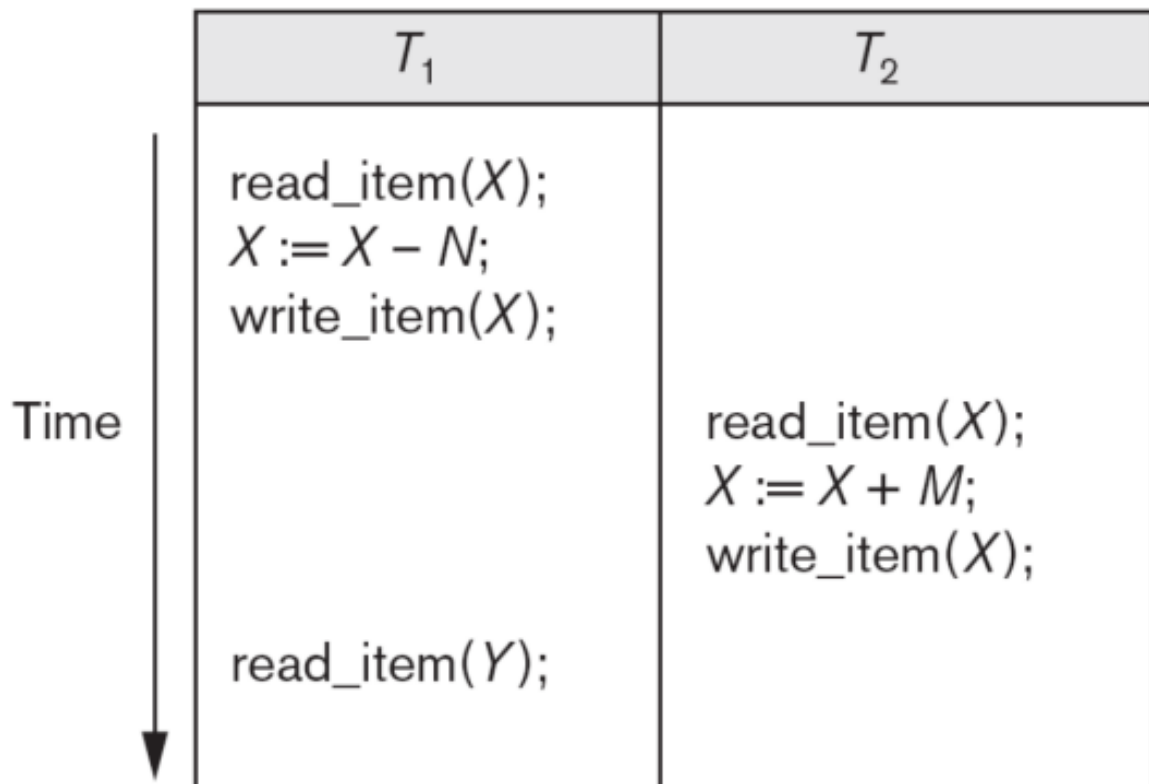 T₁ T₂
read_item(X);
X := X – N;
write_item(X);
Time
read_item(X);
X := X + M;
write_item(X);
read_item(Y);